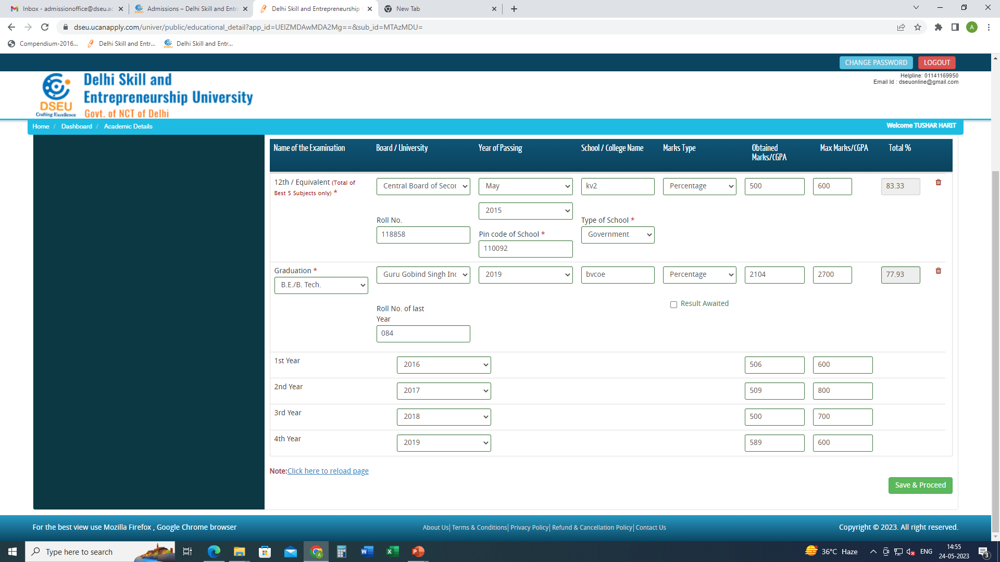 Inbox - admissionoffice@dseu.ac
Admissions – Delhi Skill and Entr
Delhi Skill and Entrepreneurship
New Tab
dseu.ucanapply.com/univer/public/educational_detail?app_id=UElZMDAwMDA2Mg==&sub_id=MTAzMDU=
A
Compendium-2016...
Delhi Skill and Entr...
Delhi Skill and Entr...
CHANGE PASSWORD
LOGOUT
Helpline: 01141169950
Email Id : dseuonline@gmail.com
DSEU
Crafting Excellence
Delhi Skill and
Entrepreneurship University
Govt. of NCT of Delhi
Home / Dashboard / Academic Details
Welcome TUSHAR HARIT
Name of the Examination
Board / University
Year of Passing
School / College Name
Marks Type
Obtained
Marks/CGPA
Max Marks/CGPA
Total %
12th / Equivalent (Total of
Best 5 Subjects only) *
Central Board of Secor
May
kv2
Percentage
500
600
83.33
2015
Roll No.
118858
Pin code of School *
110092
Type of School *
Government
Graduation *
B.E./B. Tech.
Guru Gobind Singh Ind
2019
bvcoe
Percentage
2104
2700
77.93
Result Awaited
Roll No. of last
Year
084
1st Year 2016 506 600
2nd Year 2017 509 800
3rd Year 2018 500 700
4th Year 2019 589 600
Note:Click here to reload page
Save & Proceed
For the best view use Mozilla Firefox , Google Chrome browser
About Us| Terms & Conditions| Privacy Policy| Refund & Cancellation Policy| Contact Us
Copyright © 2023. All right reserved.
Type here to search
36°C Haze
ENG
14:55
24-05-2023
3